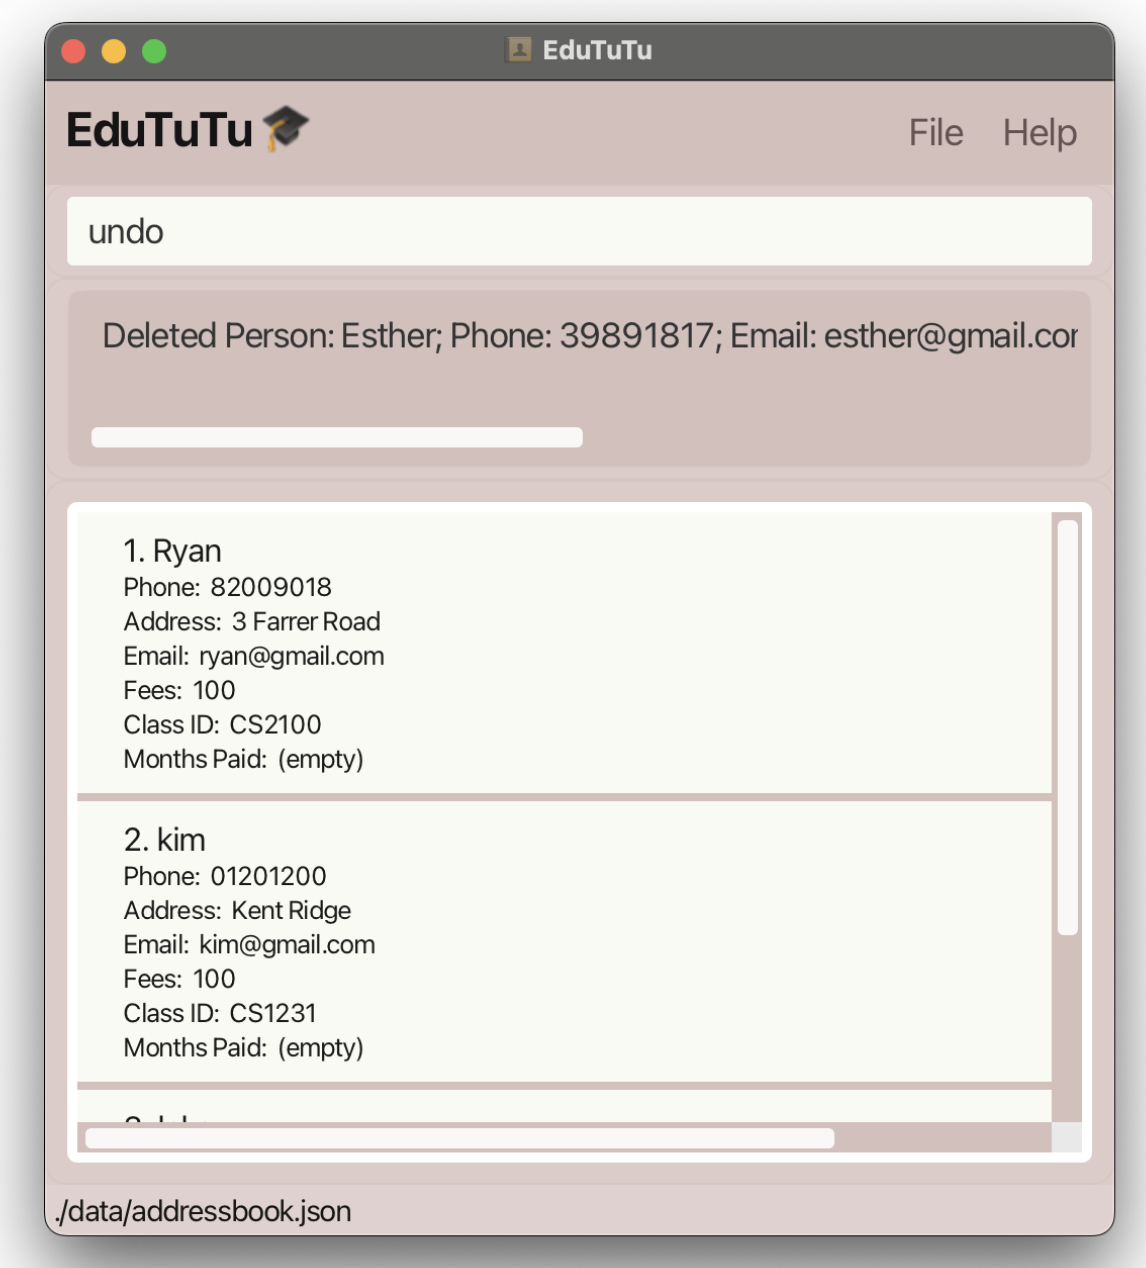 EduTuTu
EduTuTu
File Help
undo
Deleted Person: Esther; Phone: 39891817; Email: esther@gmail.co
1. Ryan
Phone: 82009018
Address: 3 Farrer Road
Email: ryan@gmail.com
Fees: 100
Class ID: CS2100
Months Paid: (empty)
2. kim
Phone: 01201200
Address: Kent Ridge
Email: kim@gmail.com
Fees: 100
Class ID: CS1231
Months Paid: (empty)
./data/addressbook.json